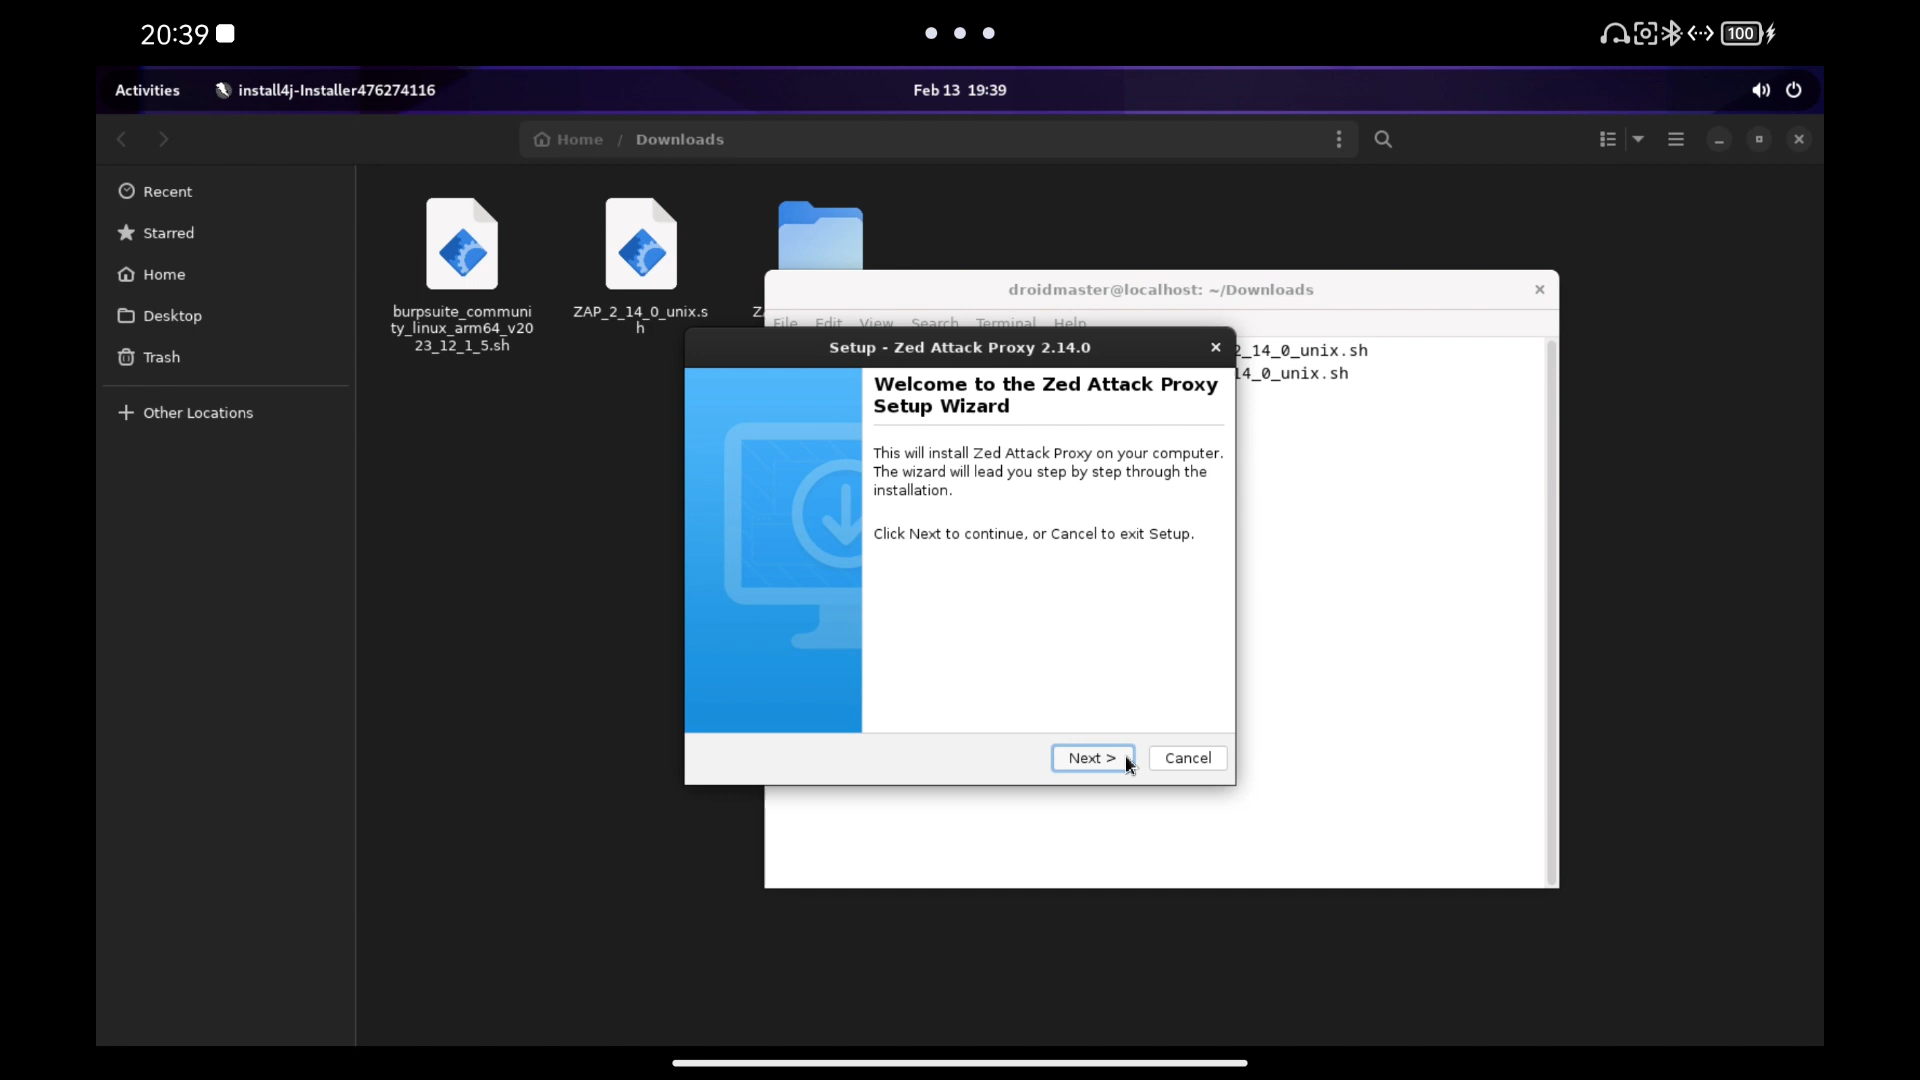 20:39
100
Activities
install4j-Installer476274116
Feb 13 19:39
Home / Downloads
Recent
Starred
Home
Desktop
Trash
Other Locations
burpsuite_communi
ty_linux_arm64_v20
23_12_1_5.sh
ZAP_2_14_0_unix.s
h
droidmaster@localhost: ~/Downloads
File Edit View Search Terminal Help
2_14_0_unix.sh
14_0_unix.sh
Setup - Zed Attack Proxy 2.14.0
Welcome to the Zed Attack Proxy
Setup Wizard
This will install Zed Attack Proxy on your computer.
The wizard will lead you step by step through the
installation.
Click Next to continue, or Cancel to exit Setup.
Next >
Cancel